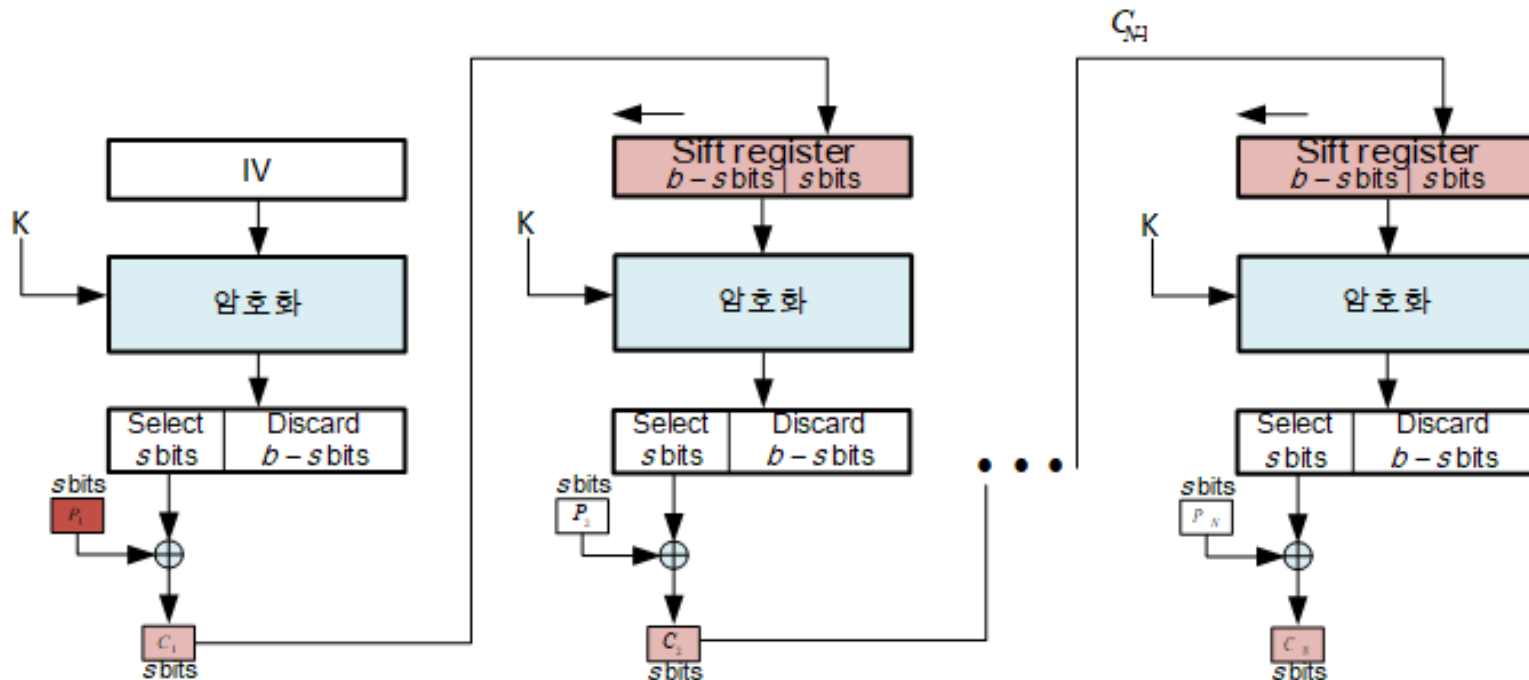 C_{N-1}
IV
K
암호화
Select
s bits
Discard
b – s bits
s bits
P_1
C_1
s bits
Sift register
b – s bits
s bits
K
암호화
Select
s bits
Discard
b – s bits
s bits
P_2
C_2
s bits
• • •
Sift register
b – s bits
s bits
K
암호화
Select
s bits
Discard
b – s bits
s bits
P_N
s bits